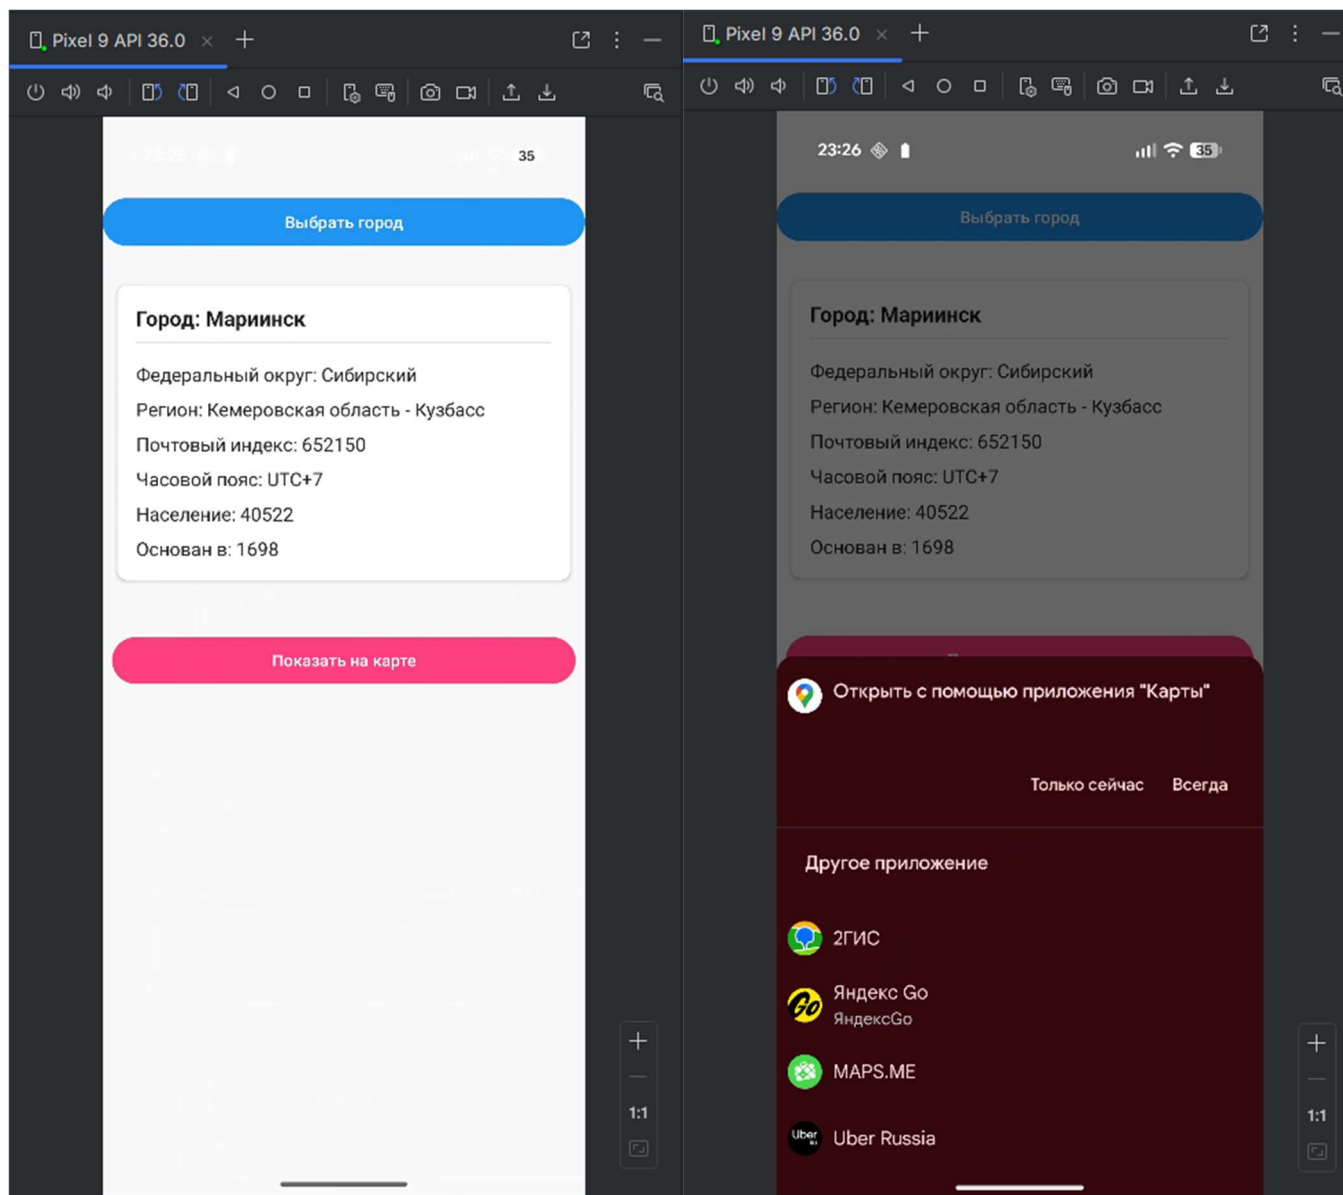 Pixel 9 API 36.0
35
Выбрать город
Город: Мариинск
Федеральный округ: Сибирский
Регион: Кемеровская область - Кузбасс
Почтовый индекс: 652150
Часовой пояс: UTC+7
Население: 40522
Основан в: 1698
Показать на карте
1:1
Pixel 9 API 36.0
23:26
35
Выбрать город
Город: Мариинск
Федеральный округ: Сибирский
Регион: Кемеровская область - Кузбасс
Почтовый индекс: 652150
Часовой пояс: UTC+7
Население: 40522
Основан в: 1698
Открыть с помощью приложения "Карты"
Только сейчас Всегда
Другое приложение
2ГИС
Go
Яндекс Go
ЯндексGo
MAPS.ME
Uber
Uber Russia
1:1